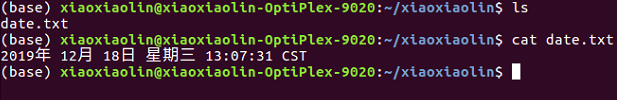 (base) xiaoxiaolin@xiaoxiaolin-OptiPlex-9020:~/xiaoxiaolin$ ls
date.txt
(base) xiaoxiaolin@xiaoxiaolin-OptiPlex-9020:~/xiaoxiaolin$ cat date.txt
2019年 12月 18日 星期三 13:07:31 CST
(base) xiaoxiaolin@xiaoxiaolin-OptiPlex-9020:~/xiaoxiaolin$